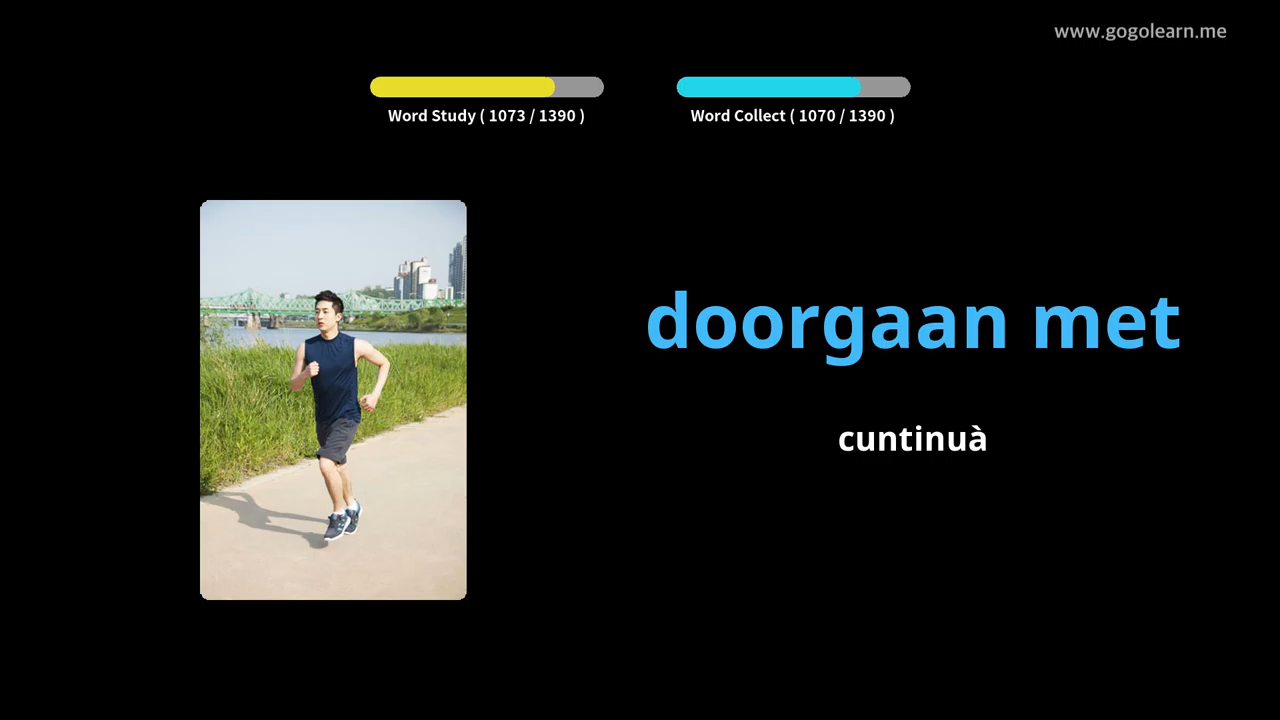 www.gogolearn.me
Word Study ( 1073 / 1390 )
Word Collect ( 1070 / 1390 )
doorgaan met
cuntinuà